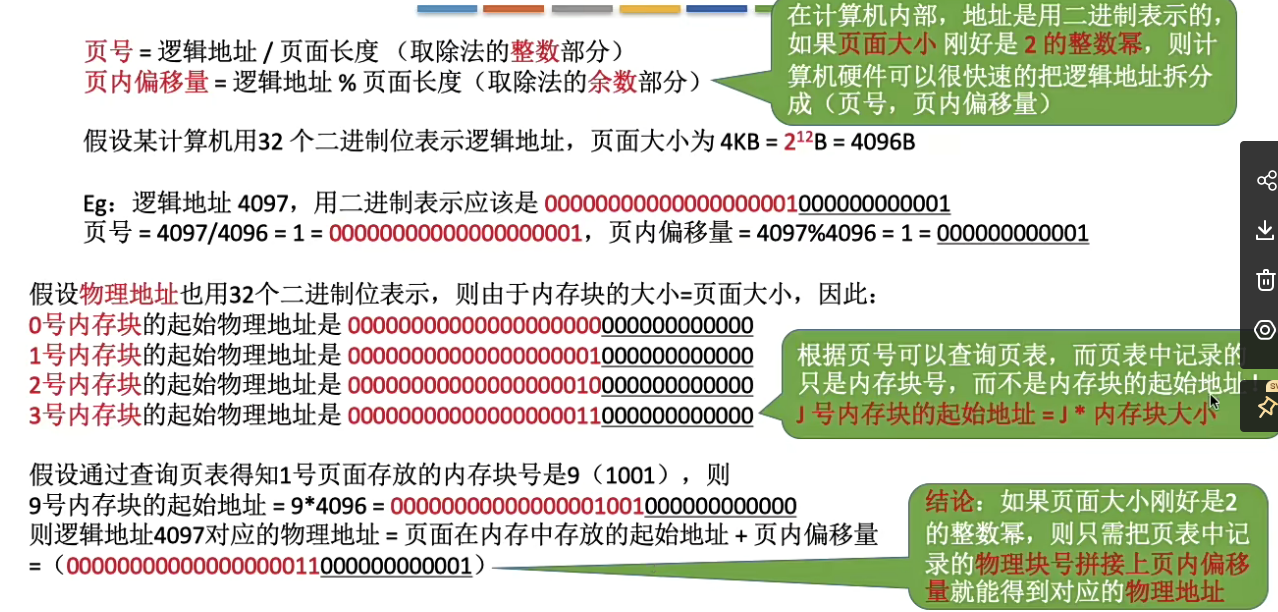 在计算机内部，地址是用二进制表示的，
如果页面大小 刚好是 2 的整数幂，则计
算机硬件可以很快速的把逻辑地址拆分
成（页号，页内偏移量）
页号 = 逻辑地址 / 页面长度 （取除法的整数部分）
页内偏移量 = 逻辑地址 % 页面长度（取除法的余数部分）
假设某计算机用32 个二进制位表示逻辑地址，页面大小为 4KB = 2¹²B = 4096B
Eg：逻辑地址 4097，用二进制表示应该是 00000000000000000001000000000001
页号 = 4097/4096 = 1 = 00000000000000000001，页内偏移量 = 4097%4096 = 1 = 000000000001
假设物理地址也用32个二进制位表示，则由于内存块的大小=页面大小，因此：
0号内存块的起始物理地址是 00000000000000000000000000000000
1号内存块的起始物理地址是 00000000000000000001000000000000
2号内存块的起始物理地址是 00000000000000000010000000000000
3号内存块的起始物理地址是 00000000000000000011000000000000
根据页号可以查询页表，而页表中记录的
只是内存块号，而不是内存块的起始地址！
J 号内存块的起始地址 = J * 内存块大小
假设通过查询页表得知1号页面存放的内存块号是9（1001），则
9号内存块的起始地址 = 9*4096 = 00000000000000001001000000000000
则逻辑地址4097对应的物理地址 = 页面在内存中存放的起始地址 + 页内偏移量
=（00000000000000000011000000000001）
结论：如果页面大小刚好是2
的整数幂，则只需把页表中记
录的物理块号拼接上页内偏移
量就能得到对应的物理地址